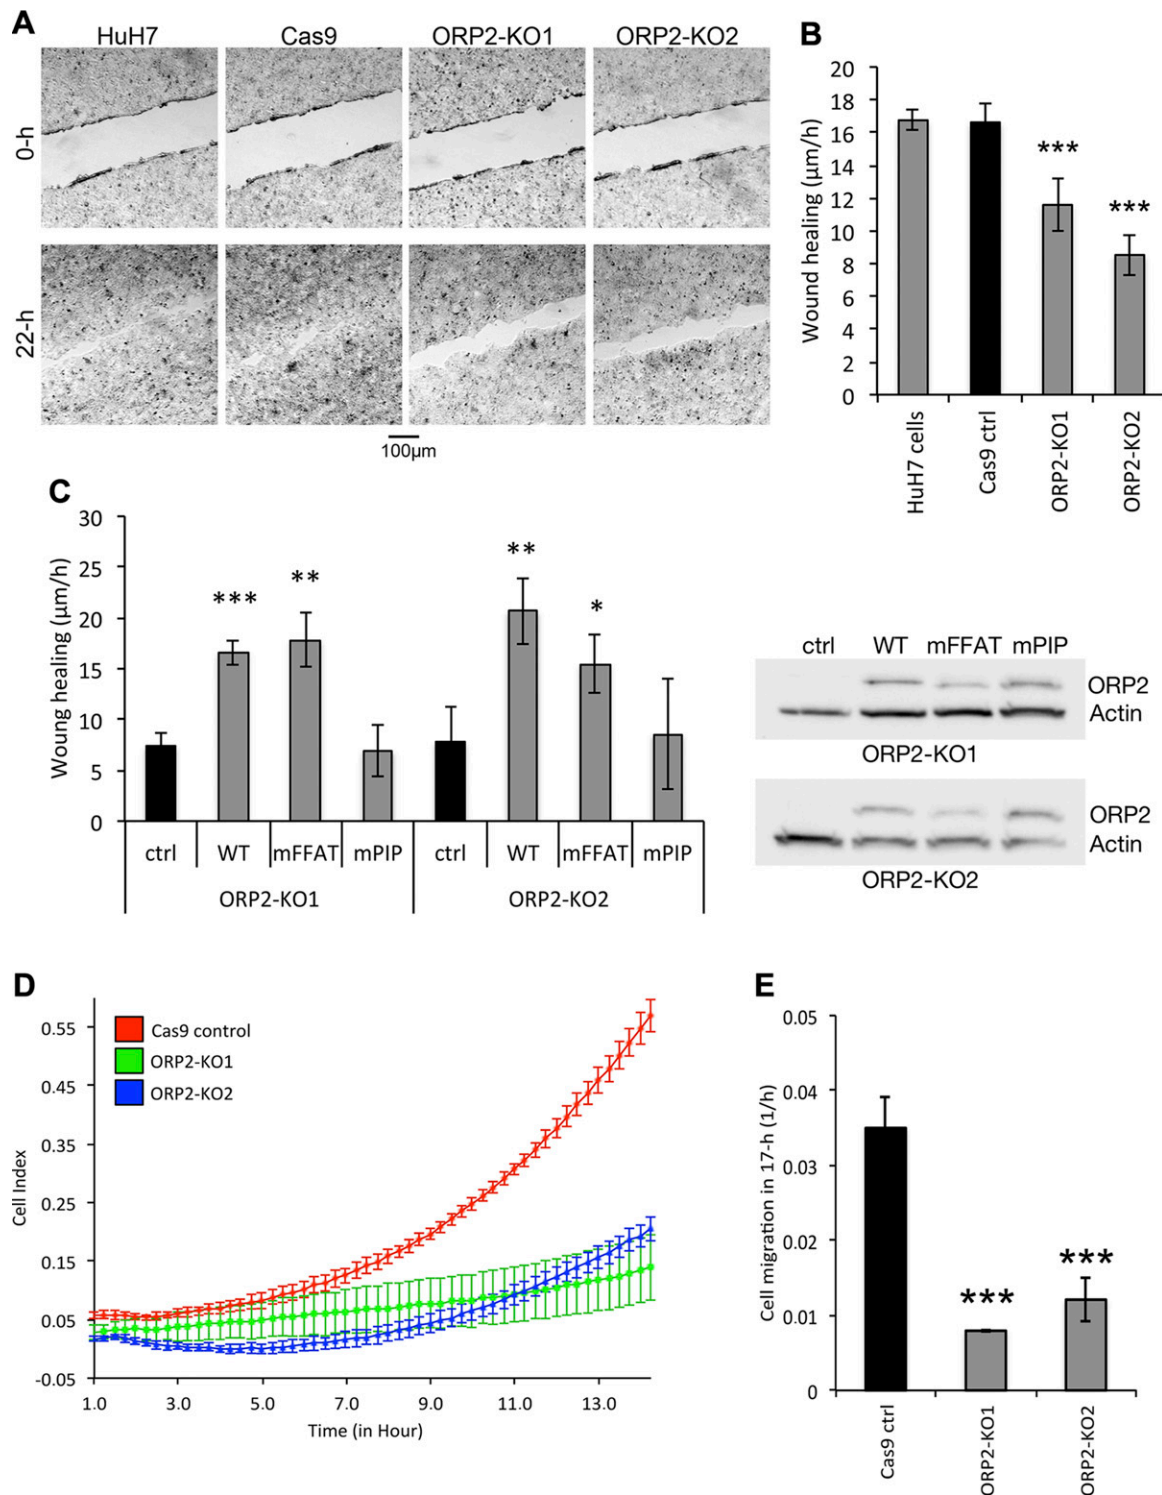 A
HuH7 Cas9 ORP2-KO1 ORP2-KO2
0-h
22-h
100µm
B
Wound healing (µm/h)
20
18
16
14
12
10
8
6
4
2
0
***
***
HuH7 cells
Cas9 ctrl
ORP2-KO1
ORP2-KO2
C
Woung healing (µm/h)
30
25
20
15
10
5
0
*** ** ** *
ctrl WT mFFAT mPIP ctrl WT mFFAT mPIP
ORP2-KO1 ORP2-KO2
ctrl WT mFFAT mPIP
ORP2
Actin
ORP2-KO1
ORP2
Actin
ORP2-KO2
D
Cell Index
0.55
0.45
0.35
0.25
0.15
0.05
-0.05
Cas9 control
ORP2-KO1
ORP2-KO2
1.0 3.0 5.0 7.0 9.0 11.0 13.0
Time (in Hour)
E
Cell migration in 17-h (1/h)
0.05
0.04
0.03
0.02
0.01
0
***
***
Cas9 ctrl
ORP2-KO1
ORP2-KO2